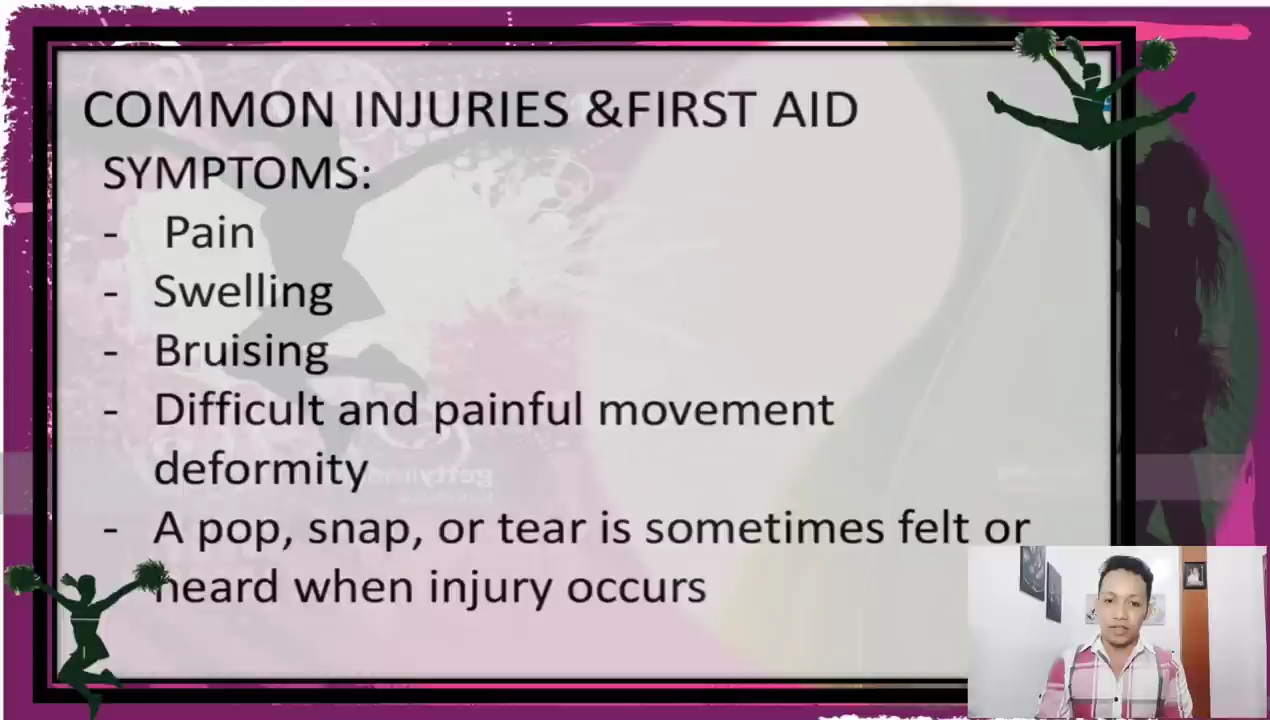 COMMON INJURIES &FIRST AID
SYMPTOMS:
- Pain
- Swelling
- Bruising
- Difficult and painful movement
deformity
- A pop, snap, or tear is sometimes felt or
heard when injury occurs
gettyimages